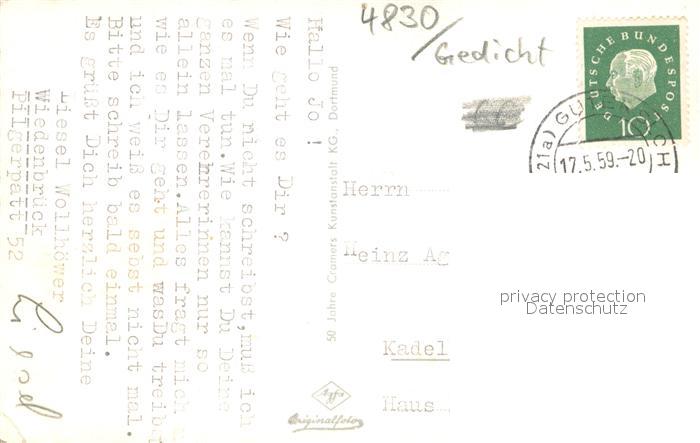 Hallo Jo !
Wie geht es Dir ?
Wenn Du nicht schreibst,muß ich
es mal tun.Wie kannst Du Deine
ganzen Verehrerinnen nur so
allein lassen.Alles fragt mich
wie es Dir geht und wasDu treibst
und ich weiß es sebst nicht mal.
Bitte schreib bald einmal.
Es grüßt Dich herzlich Deine
Liesel Wollhöwer
Wiedenbrück
Pilgerpatt 52
50 Jahre Cramers Kunstanstalt KG., Dortmund
4830/
Gedicht
DEUTSCHE BUNDESPOST
10
21a) GÜ
17.5.59.-20
Herrn
Heinz Ag
Kadel
Haus
privacy protection
Datenschutz
Agfa
Originalfoto